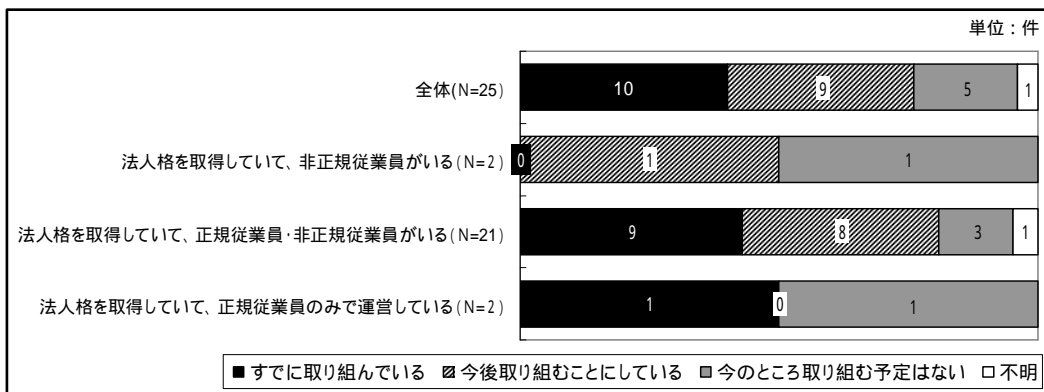 単位：件
全体(N=25)
10 9 5 1
法人格を取得していて、非正規従業員がいる(N=2)
0 1 1
法人格を取得していて、正規従業員・非正規従業員がいる(N=21)
9 8 3 1
法人格を取得していて、正規従業員のみで運営している(N=2)
1 0 1
すでに取り組んでいる 今後取り組むことにしている 今のところ取り組む予定はない 不明